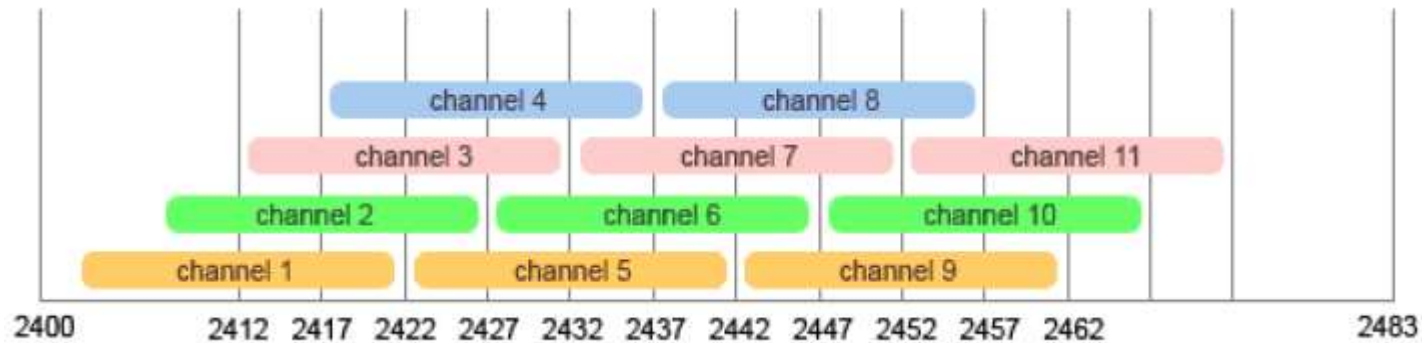 channel 4 channel 8
channel 3 channel 7 channel 11
channel 2 channel 6 channel 10
channel 1 channel 5 channel 9
2400 2412 2417 2422 2427 2432 2437 2442 2447 2452 2457 2462 2483